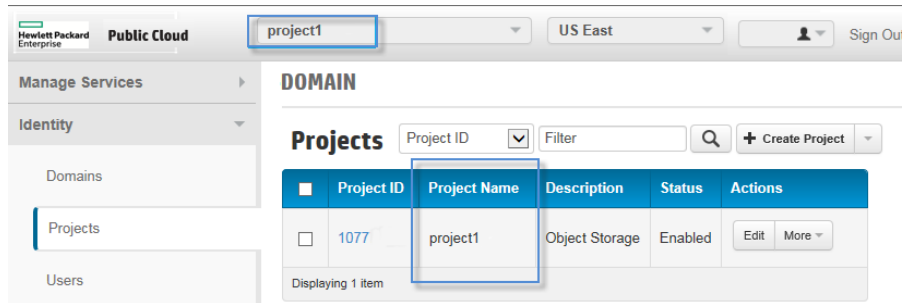 Hewlett Packard
Enterprise
Public Cloud
project1
US East
Sign Out
Manage Services
DOMAIN
Identity
Projects
Project ID
Filter
+ Create Project
Domains
Project ID Project Name Description Status Actions
Projects
1077 project1 Object Storage Enabled Edit More
Users
Displaying 1 item